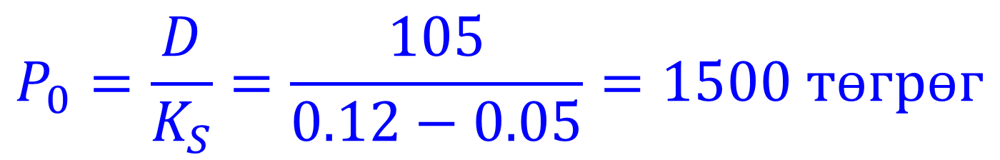 P₀ = D/K_S = 105/(0.12 − 0.05) = 1500 төгрөг